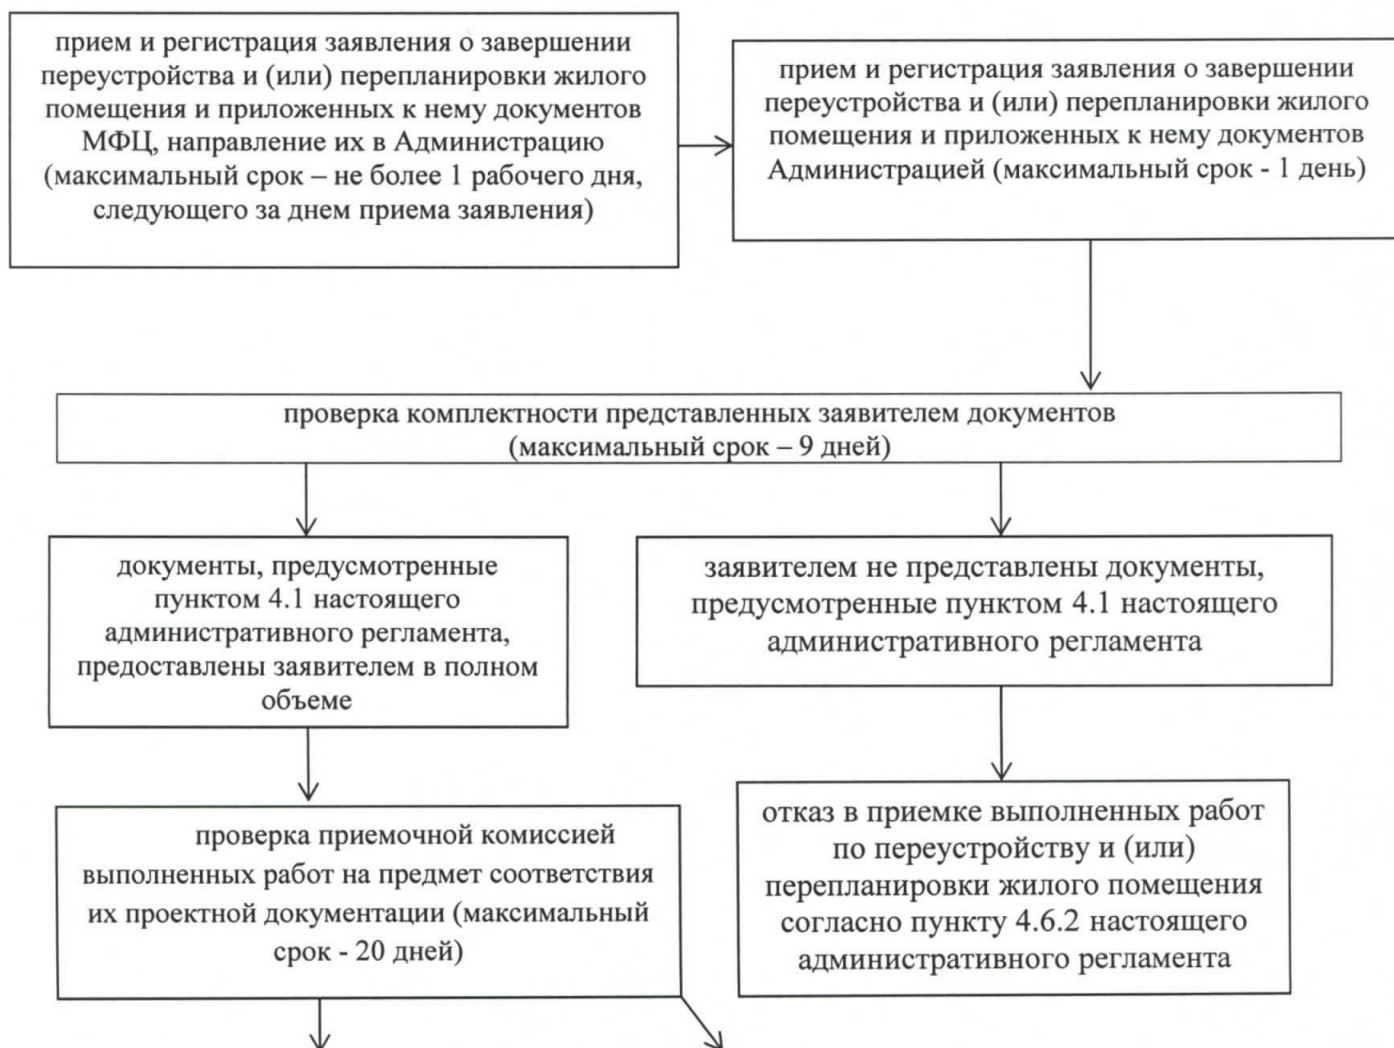 прием и регистрация заявления о завершении
переустройства и (или) перепланировки жилого
помещения и приложенных к нему документов
МФЦ, направление их в Администрацию
(максимальный срок – не более 1 рабочего дня,
следующего за днем приема заявления)
прием и регистрация заявления о завершении
переустройства и (или) перепланировки жилого
помещения и приложенных к нему документов
Администрацией (максимальный срок - 1 день)
проверка комплектности представленных заявителем документов
(максимальный срок – 9 дней)
документы, предусмотренные
пунктом 4.1 настоящего
административного регламента,
предоставлены заявителем в полном
объеме
заявителем не представлены документы,
предусмотренные пунктом 4.1 настоящего
административного регламента
проверка приемочной комиссией
выполненных работ на предмет соответствия
их проектной документации (максимальный
срок - 20 дней)
отказ в приемке выполненных работ
по переустройству и (или)
перепланировки жилого помещения
согласно пункту 4.6.2 настоящего
административного регламента